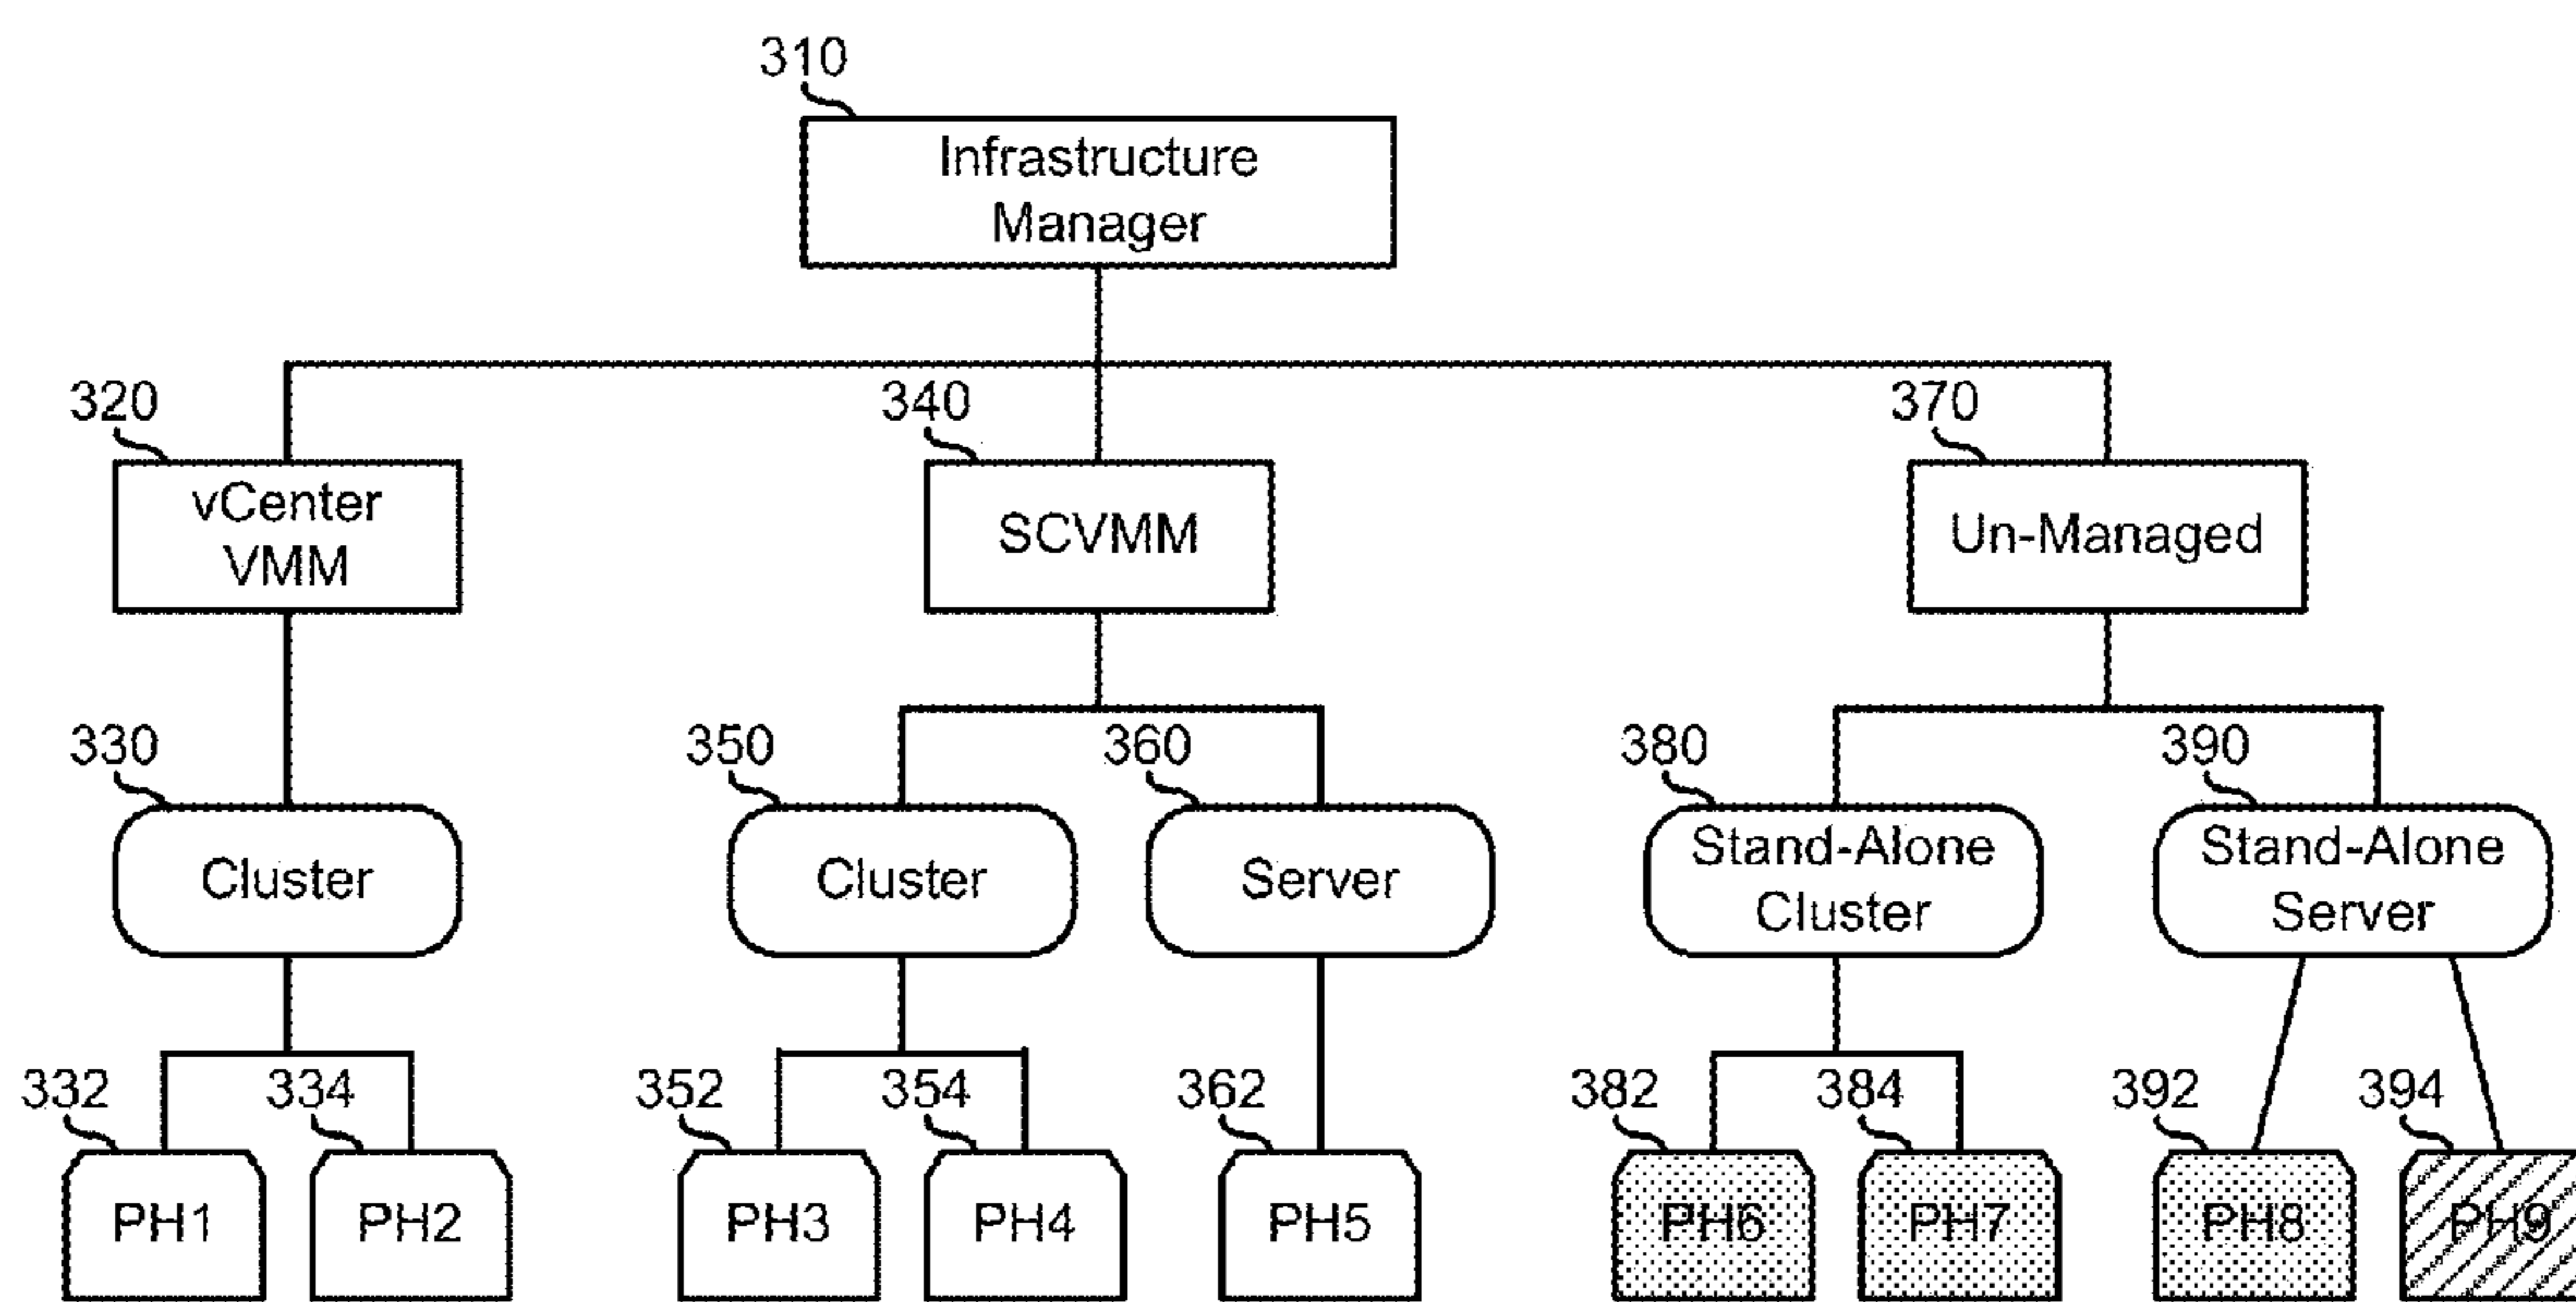 310
Infrastructure
Manager
320
340
370
vCenter
VMM
SCVMM
Un-Managed
330
350
360
380
390
Cluster
Cluster
Server
Stand-Alone
Cluster
Stand-Alone
Server
332
334
352
354
362
382
384
392
394
PH1
PH2
PH3
PH4
PH5
PH6
PH7
PH8
PH9